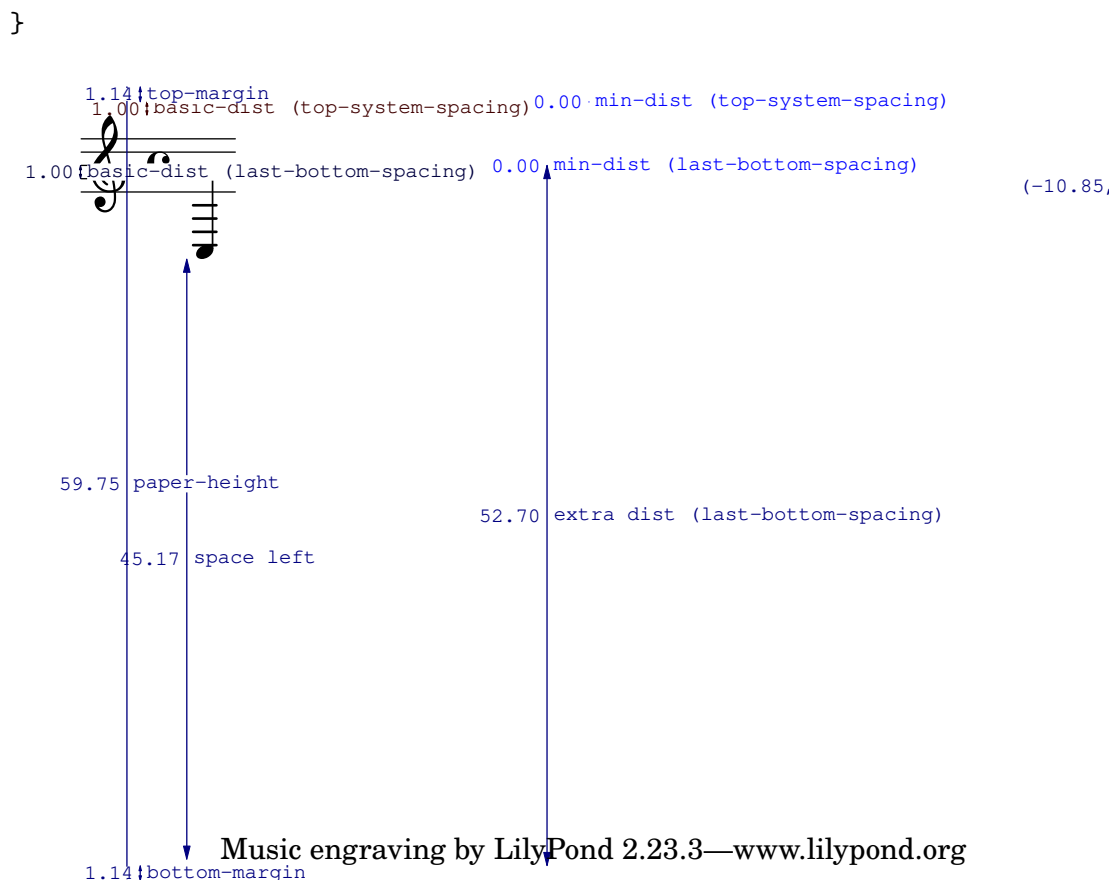 }
1.14 top-margin
1.00 basic-dist (top-system-spacing) 0.00 min-dist (top-system-spacing)
1.00 basic-dist (last-bottom-spacing) 0.00 min-dist (last-bottom-spacing)
(-10.85,
59.75 paper-height
52.70 extra dist (last-bottom-spacing)
45.17 space left
Music engraving by LilyPond 2.23.3—www.lilypond.org
1.14 bottom-margin